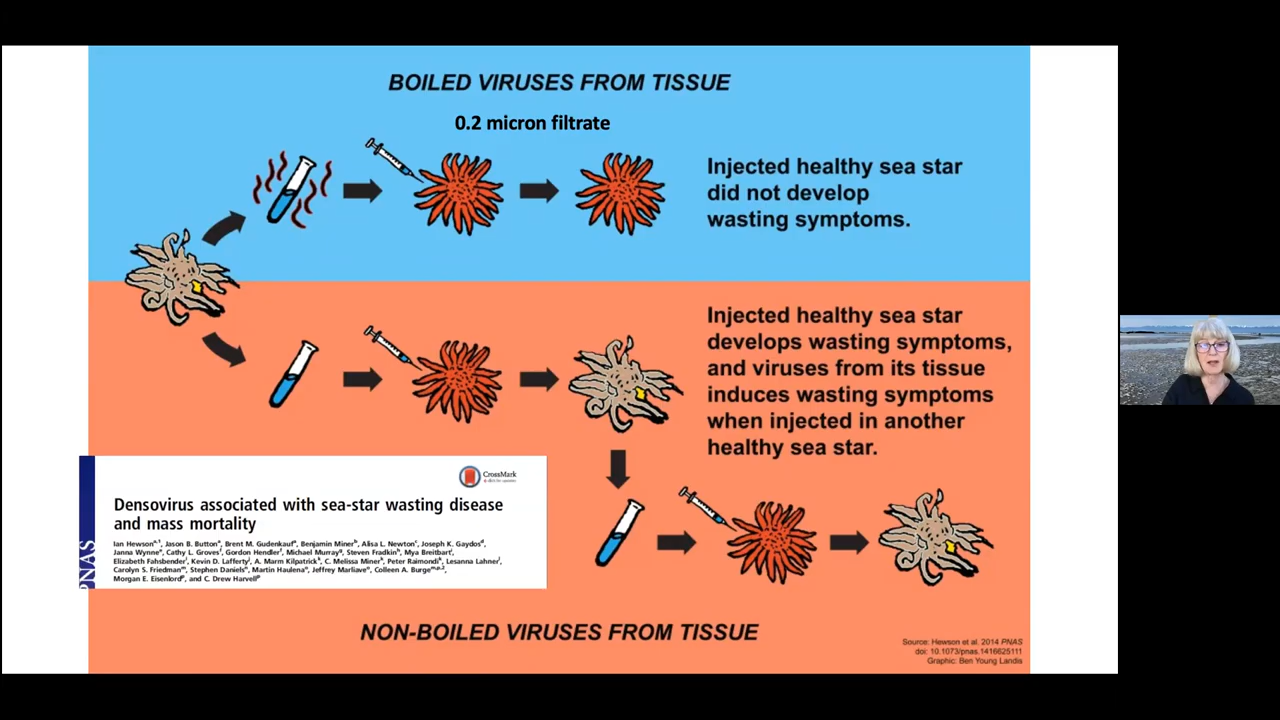 BOILED VIRUSES FROM TISSUE
0.2 micron filtrate
Injected healthy sea star
did not develop
wasting symptoms.
Injected healthy sea star
develops wasting symptoms,
and viruses from its tissue
induces wasting symptoms
when injected in another
healthy sea star.
CrossMark
PNAS
Densovirus associated with sea-star wasting disease
and mass mortality
Ian Hewson, Jason B. Button, Brent M. Gudenkauf, Benjamin Miner, Alisa L. Newton, Joseph K. Gaydos,
Janna Wynne, Cathy L. Groves, Gordon Hendler, Michael Murray, Steven Fradkin, Mya Breitbart,
Elizabeth Fahsbender, Kevin D. Lafferty, A. Marm Kilpatrick, C. Melissa Miner, Peter Raimondi, Lesanna Lahner,
Carolyn S. Friedman, Stephen Daniels, Martin Haulena, Jeffrey Marliave, Colleen A. Burge,
Morgan E. Eisenlord, and C. Drew Harvell
NON-BOILED VIRUSES FROM TISSUE
Source: Hewson et al. 2014 PNAS
doi: 10.1073/pnas.1416625111
Graphic: Ben Young Landis